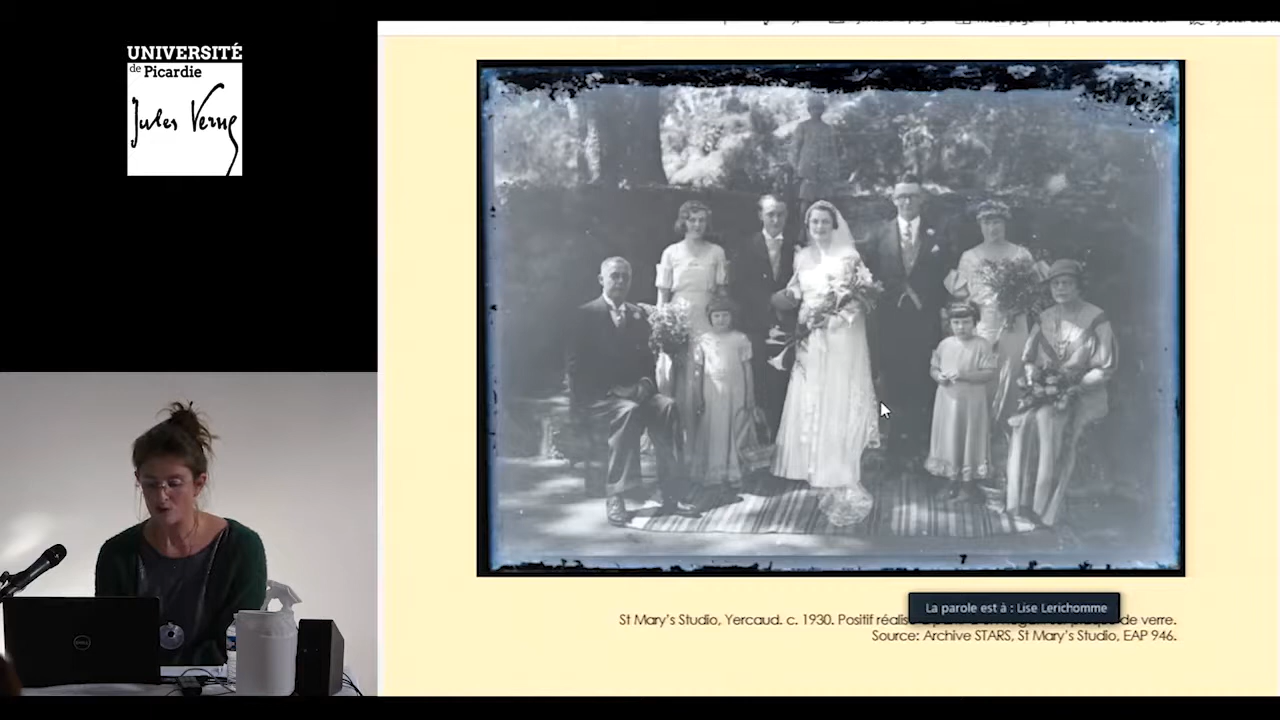 UNIVERSITÉ
de Picardie
Jules Verne
La parole est à : Lise Lerichomme
St Mary's Studio, Yercaud. c. 1930. Positif de verre.
Source: Archive STARS, St Mary's Studio, EAP 946.
DELL